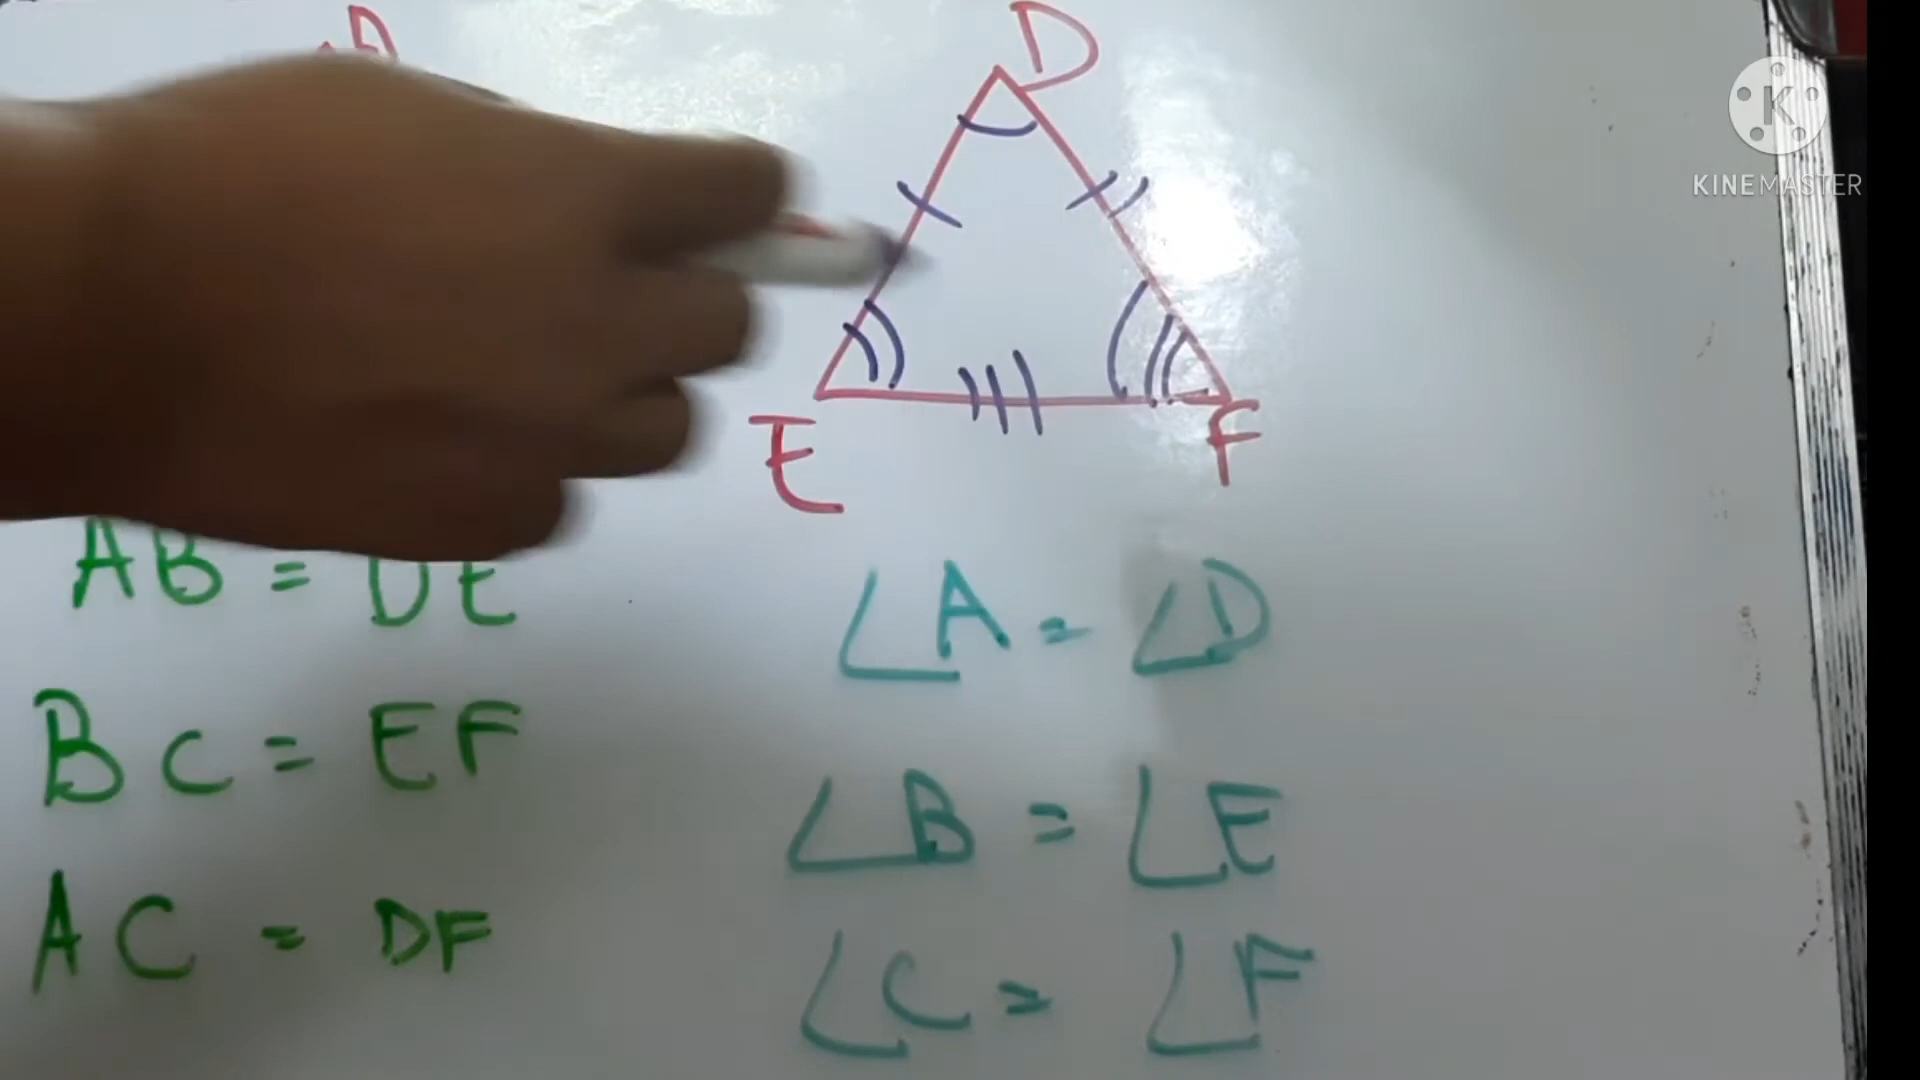 D
K
KINEMASTER
E
F
AB = DE
BC = EF
AC = DF
∠A = ∠D
∠B = ∠E
∠C = ∠F